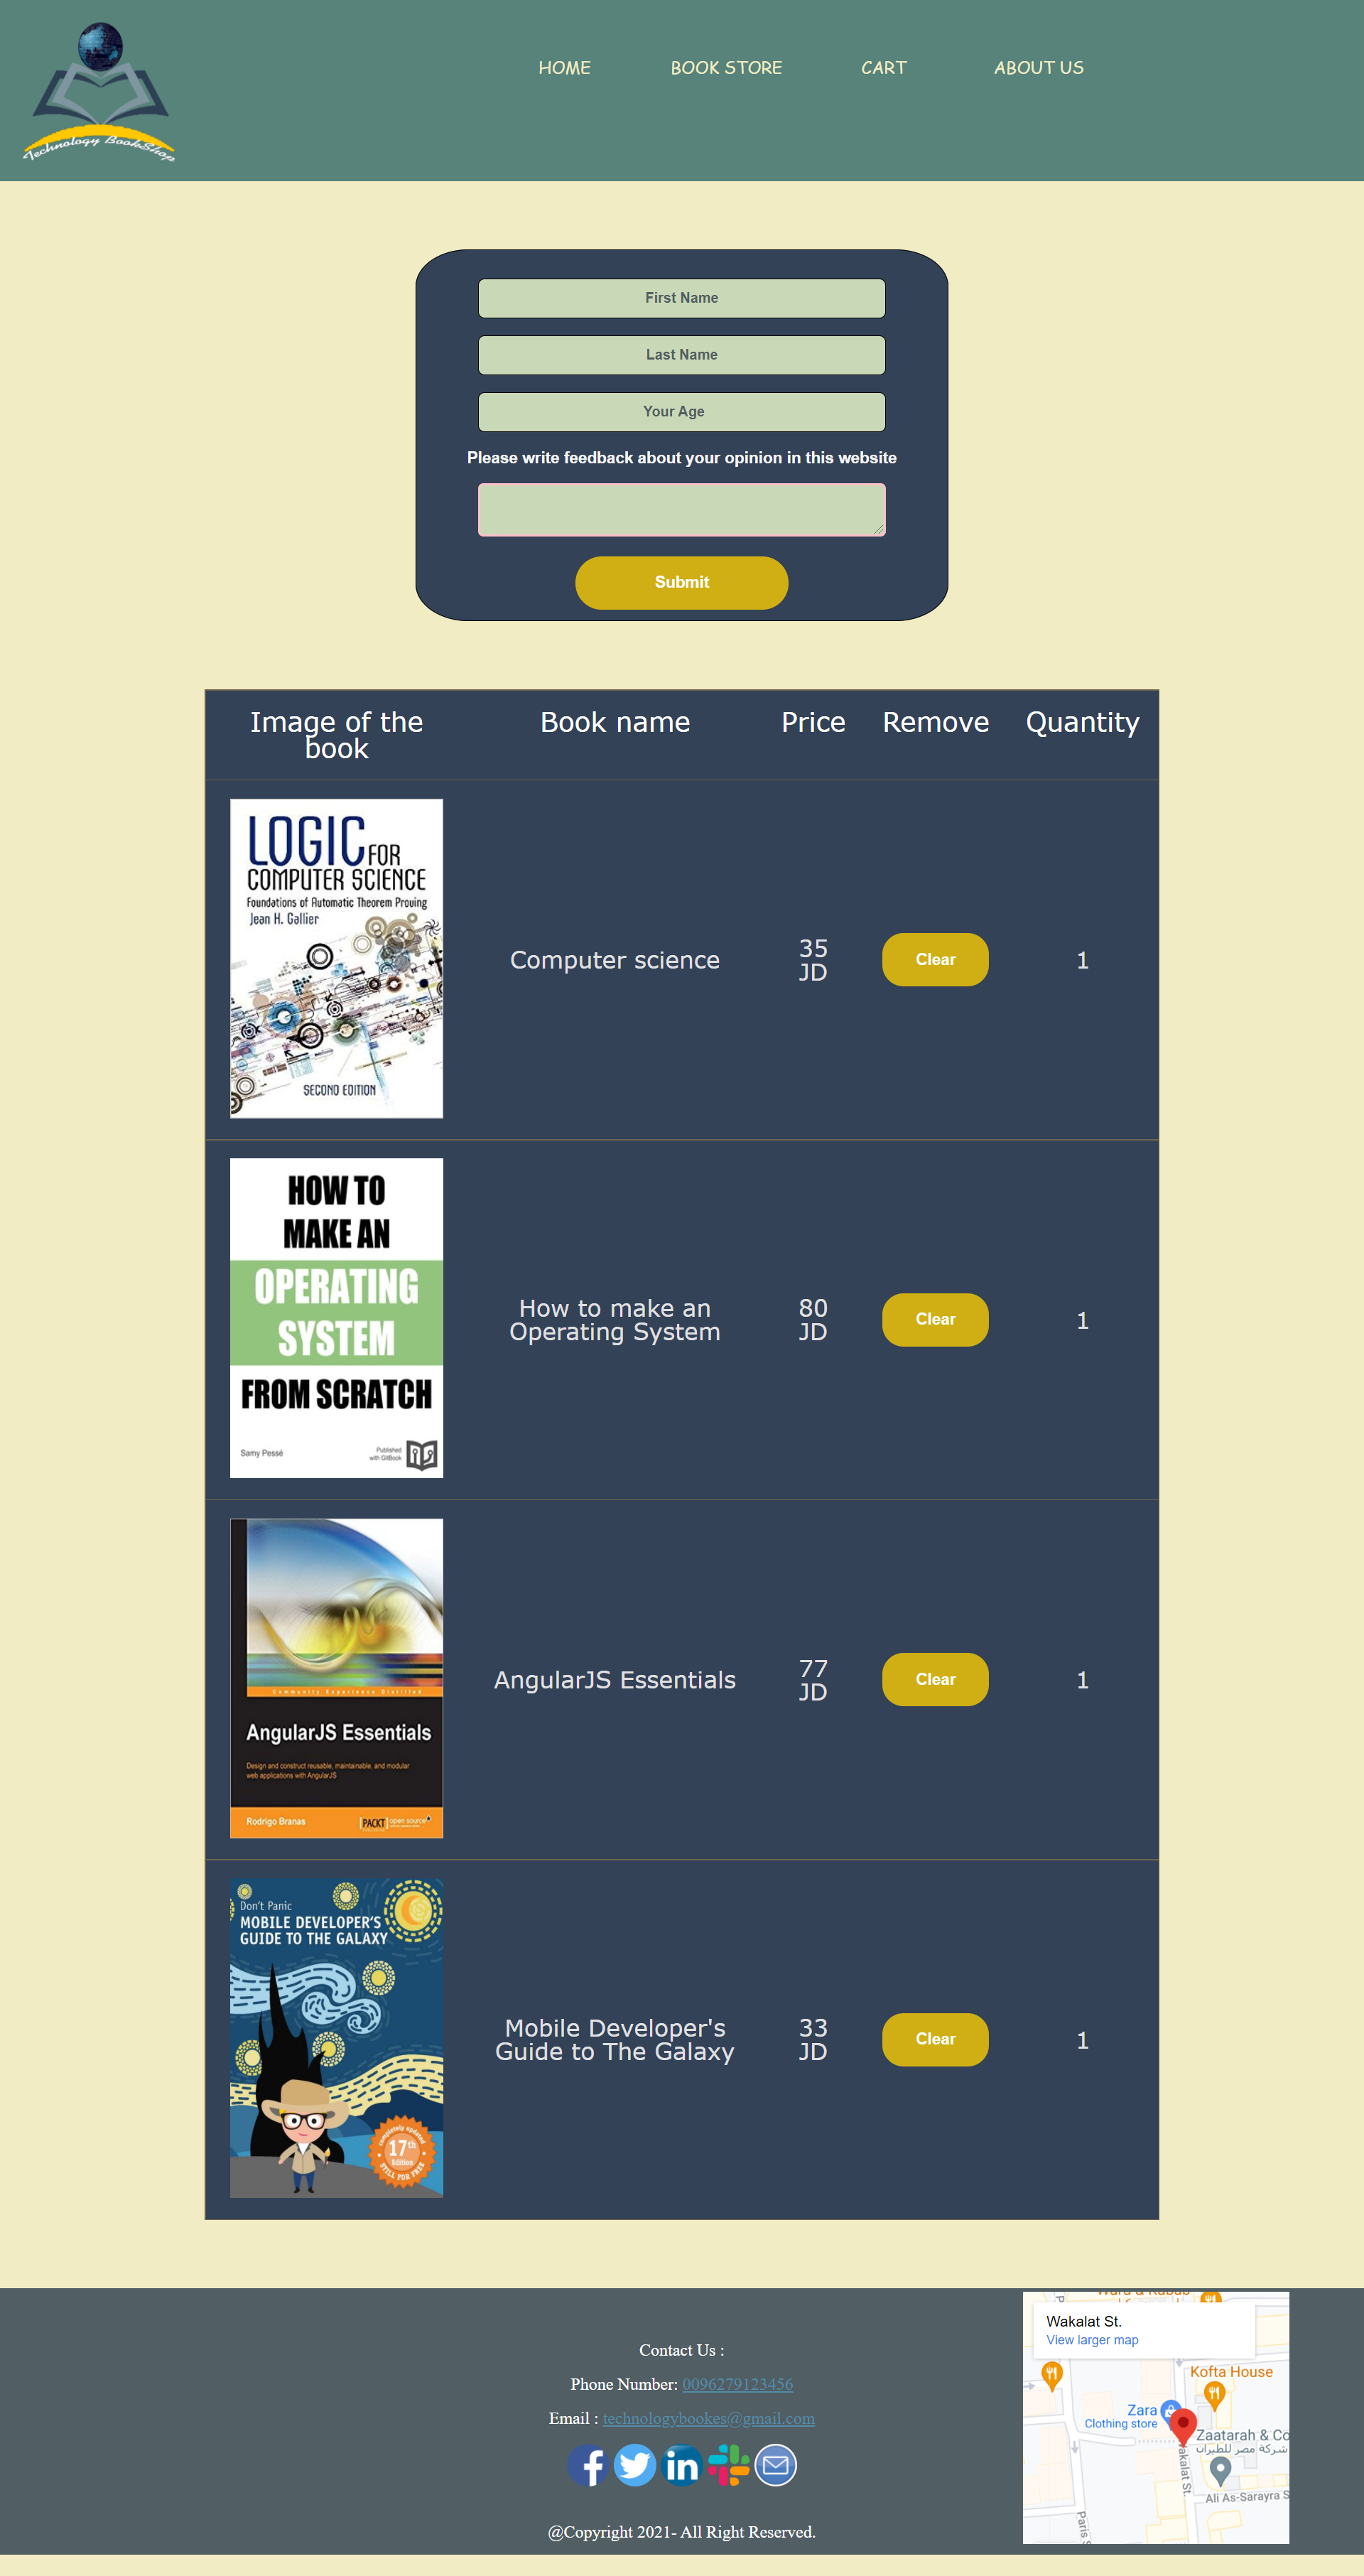 Technology BookShop
HOME
BOOK STORE
CART
ABOUT US
First Name
Last Name
Your Age
Please write feedback about your opinion in this website
Submit
Image of the
book
Book name
Price
Remove
Quantity
LOGIC FOR
COMPUTER SCIENCE
Foundations of Automatic Theorem Proving
Jean H. Gallier
SECOND EDITION
Computer science
35
JD
Clear
1
HOW TO
MAKE AN
OPERATING
SYSTEM
FROM SCRATCH
Samy Pessé
Published
with GitBook
How to make an
Operating System
80
JD
Clear
1
Community Experience Distilled
AngularJS Essentials
Design and construct reusable, maintainable, and modular
web applications with AngularJS
Rodrigo Branas
PACKT open source
AngularJS Essentials
77
JD
Clear
1
Don't Panic
MOBILE DEVELOPER'S
GUIDE TO THE GALAXY
completely updated
17th
Edition
STILL FOR FREE
Mobile Developer's
Guide to The Galaxy
33
JD
Clear
1
Contact Us :
Phone Number: 0096279123456
Email : technologybookes@gmail.com
@Copyright 2021- All Right Reserved.
Wakalat St.
View larger map
Kofta House
Zara
Clothing store
Zaatarah & Co
شركة مصر للطيران
Wakalat St.
Ali As-Sarayra S
Paris S